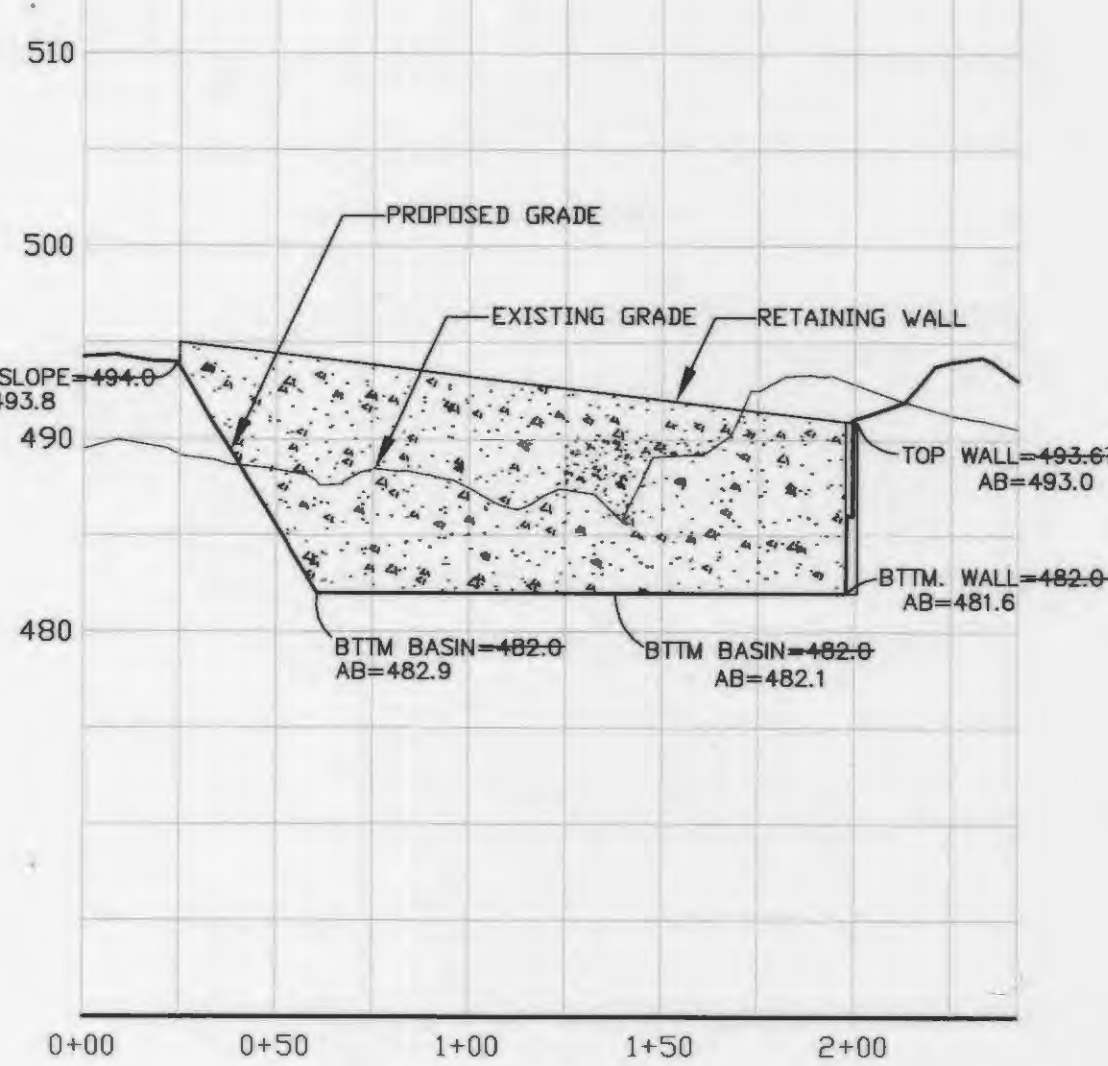 510
PROPOSED GRADE
500
EXISTING GRADE
RETAINING WALL
SLOPE=494.0
493.8
490
TOP WALL=493.67
AB=493.0
BTTM. WALL=482.0
AB=481.6
480
BTTM BASIN=482.0
AB=482.9
BTTM BASIN=482.0
AB=482.1
0+00 0+50 1+00 1+50 2+00